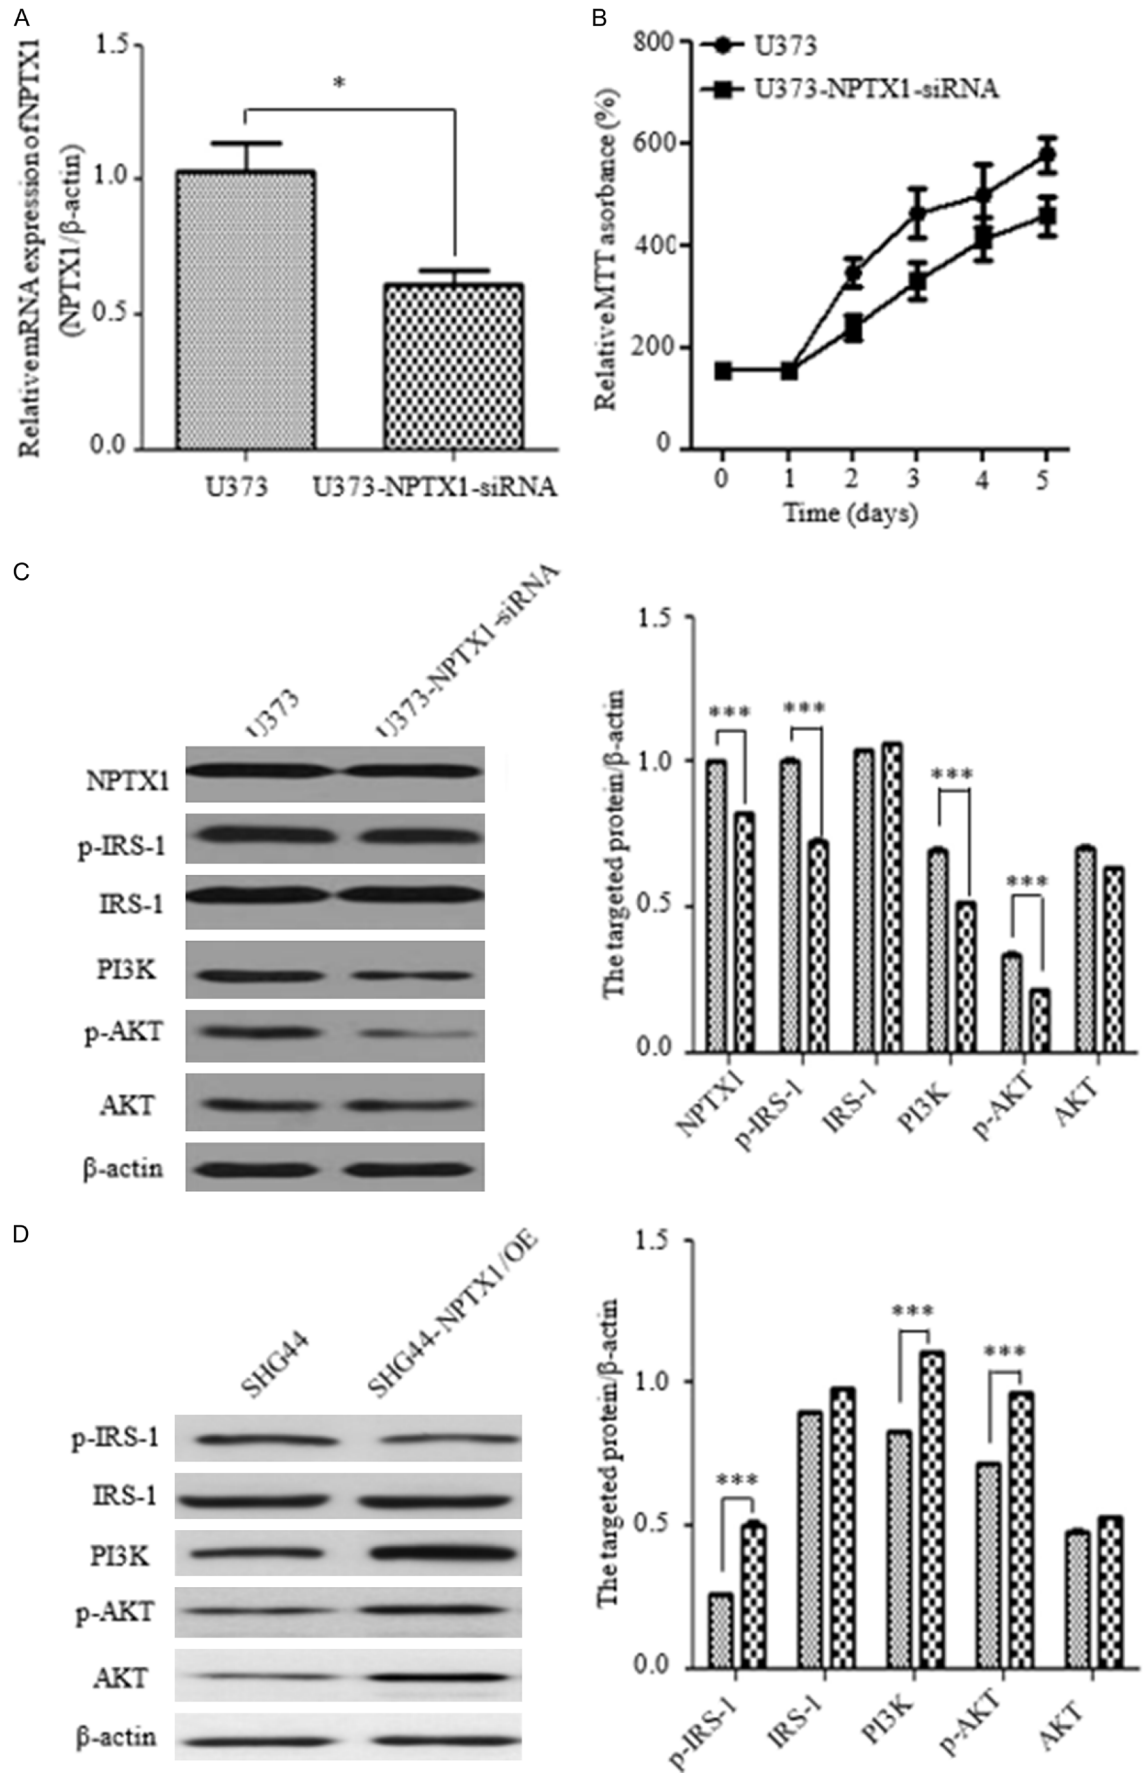 A
Relative mRNA expression of NPTX1
(NPTX1/β-actin)
1.5
1.0
0.5
0.0
*
U373
U373-NPTX1-siRNA
B
Relative MTT asorbance (%)
800
600
400
200
0
U373
U373-NPTX1-siRNA
0 1 2 3 4 5
Time (days)
C
U373
U373-NPTX1-siRNA
NPTX1
p-IRS-1
IRS-1
PI3K
p-AKT
AKT
β-actin
The targeted protein/β-actin
1.5
1.0
0.5
0.0
***
***
***
***
NPTX1
p-IRS-1
IRS-1
PI3K
p-AKT
AKT
D
SHG44
SHG44-NPTX1/OE
p-IRS-1
IRS-1
PI3K
p-AKT
AKT
β-actin
The targeted protein/β-actin
1.5
1.0
0.5
0.0
***
***
***
p-IRS-1
IRS-1
PI3K
p-AKT
AKT